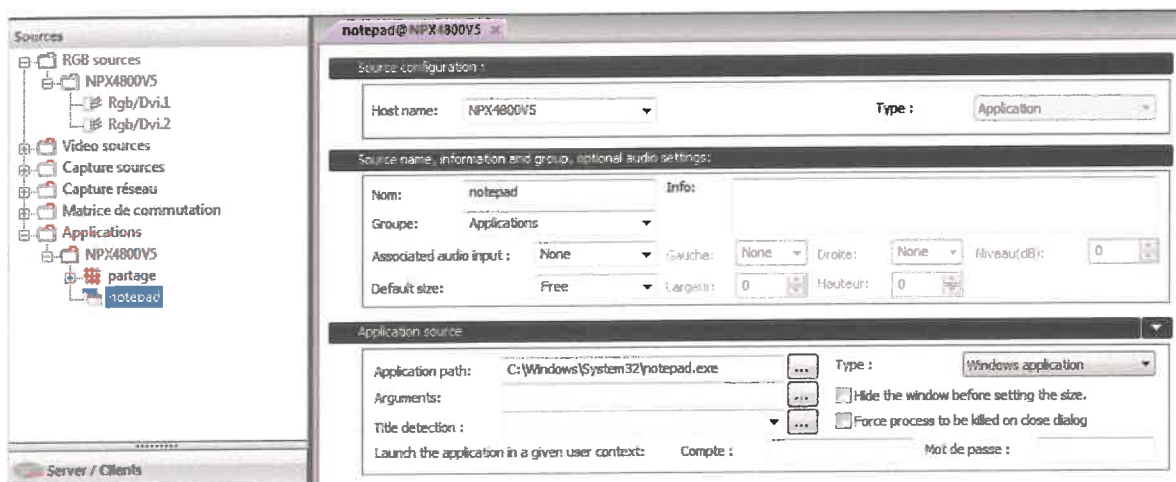 Sources
RGB sources
NPX4800V5
Rgb/Dvi.1
Rgb/Dvi.2
Video sources
Capture sources
Capture réseau
Matrice de commutation
Applications
NPX4800V5
partage
notepad
Server / Clients
notepad@NPX4800V5
Source configuration :
Host name: NPX4800V5 Type : Application
Source name, information and group, optional audio settings:
Nom: notepad Info:
Groupe: Applications
Associated audio input : None Gauche: None Droite: None Niveau(dB): 0
Default size: Free Largeur: 0 Hauteur: 0
Application source
Application path: C:\Windows\System32\notepad.exe ... Type : Windows application
Arguments: ... Hide the window before setting the size.
Title detection : ... Force process to be killed on close dialog
Launch the application in a given user context: Compte : Mot de passe :